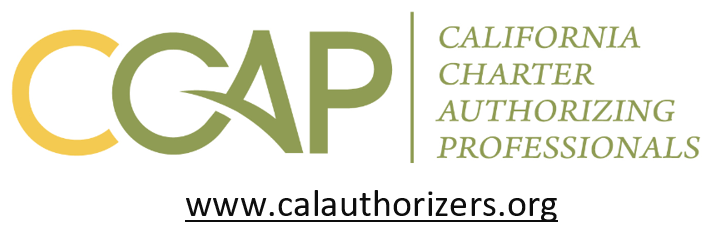 CCAP
CALIFORNIA
CHARTER
AUTHORIZING
PROFESSIONALS
www.calauthorizers.org